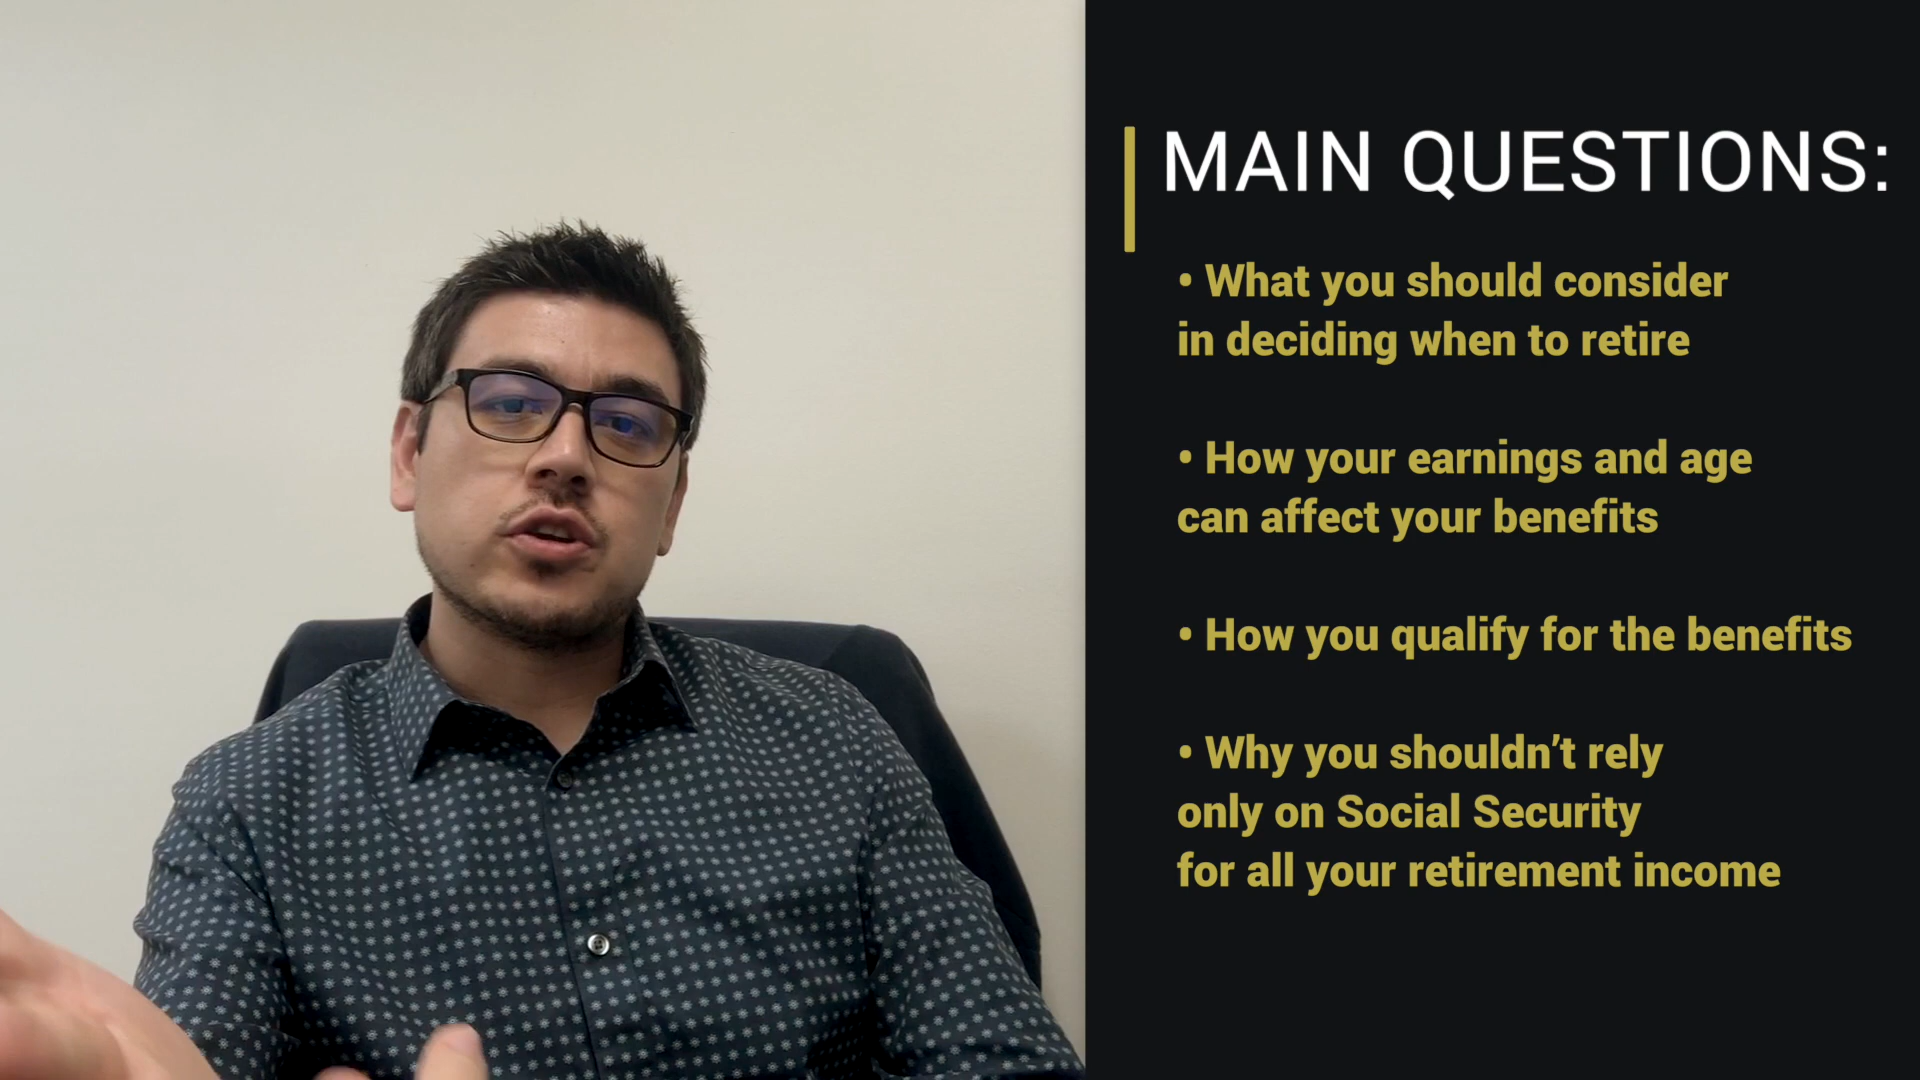 MAIN QUESTIONS:
• What you should consider
in deciding when to retire
• How your earnings and age
can affect your benefits
• How you qualify for the benefits
• Why you shouldn’t rely
only on Social Security
for all your retirement income